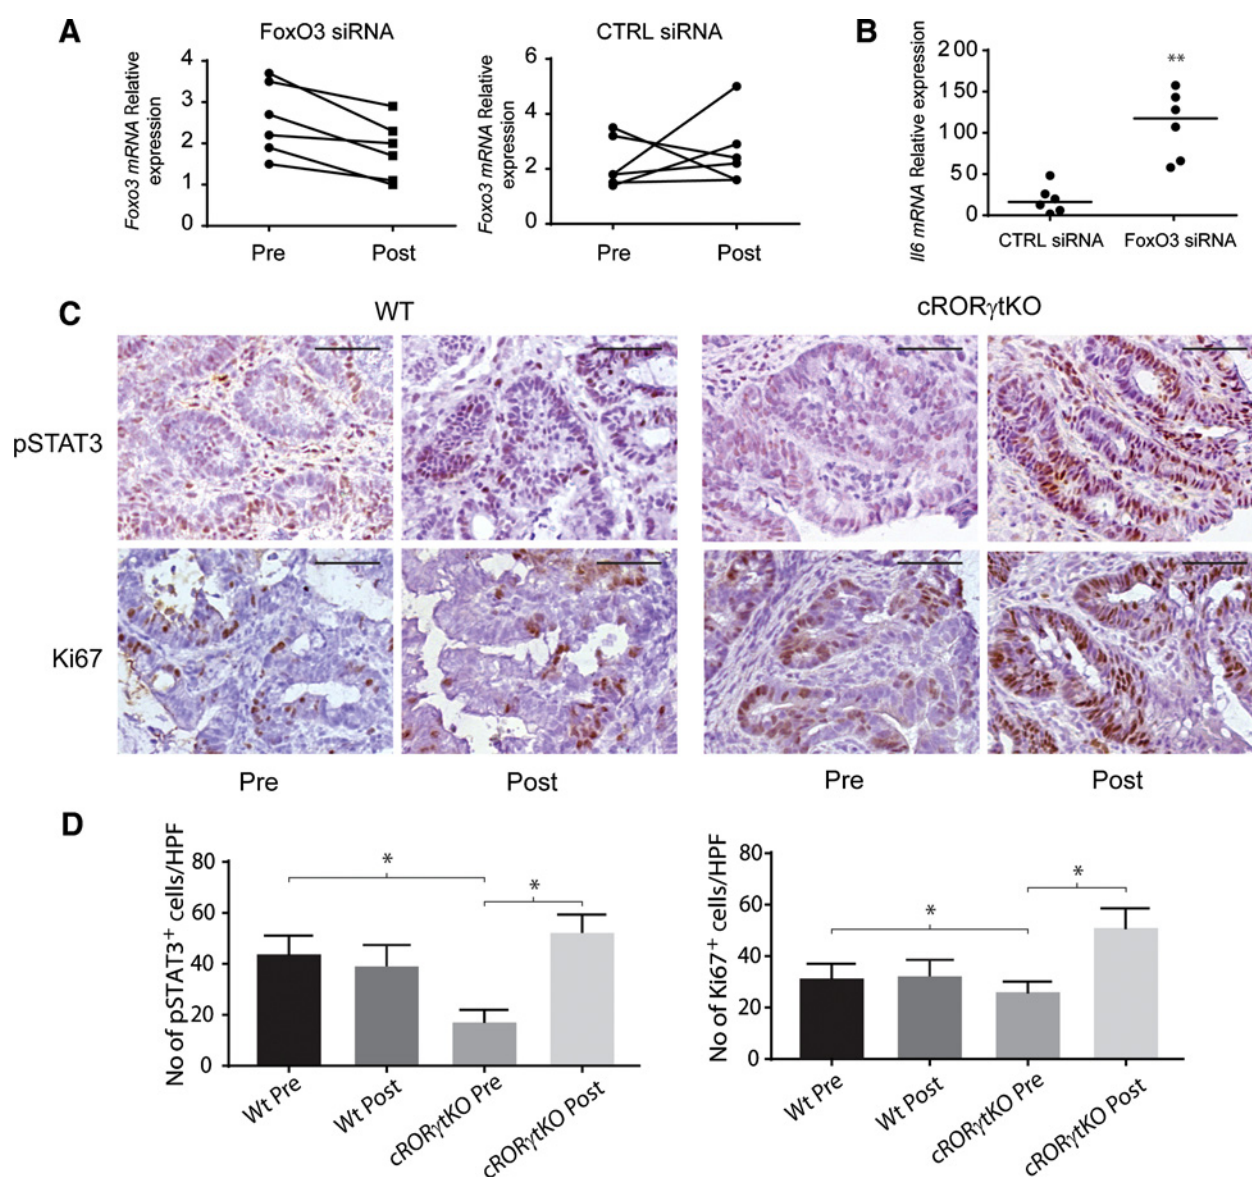 A
FoxO3 siRNA
Foxo3 mRNA Relative
expression
4
3
2
1
0
Pre
Post
CTRL siRNA
Foxo3 mRNA Relative
expression
6
4
2
0
Pre
Post
B
Il6 mRNA Relative expression
200
150
100
50
0
**
CTRL siRNA
FoxO3 siRNA
C
WT
cRORγtKO
pSTAT3
Ki67
Pre
Post
Pre
Post
D
No of pSTAT3+ cells/HPF
80
60
40
20
0
*
*
Wt Pre
Wt Post
cRORγtKO Pre
cRORγtKO Post
No of Ki67+ cells/HPF
80
60
40
20
0
*
*
Wt Pre
Wt Post
cRORγtKO Pre
cRORγtKO Post